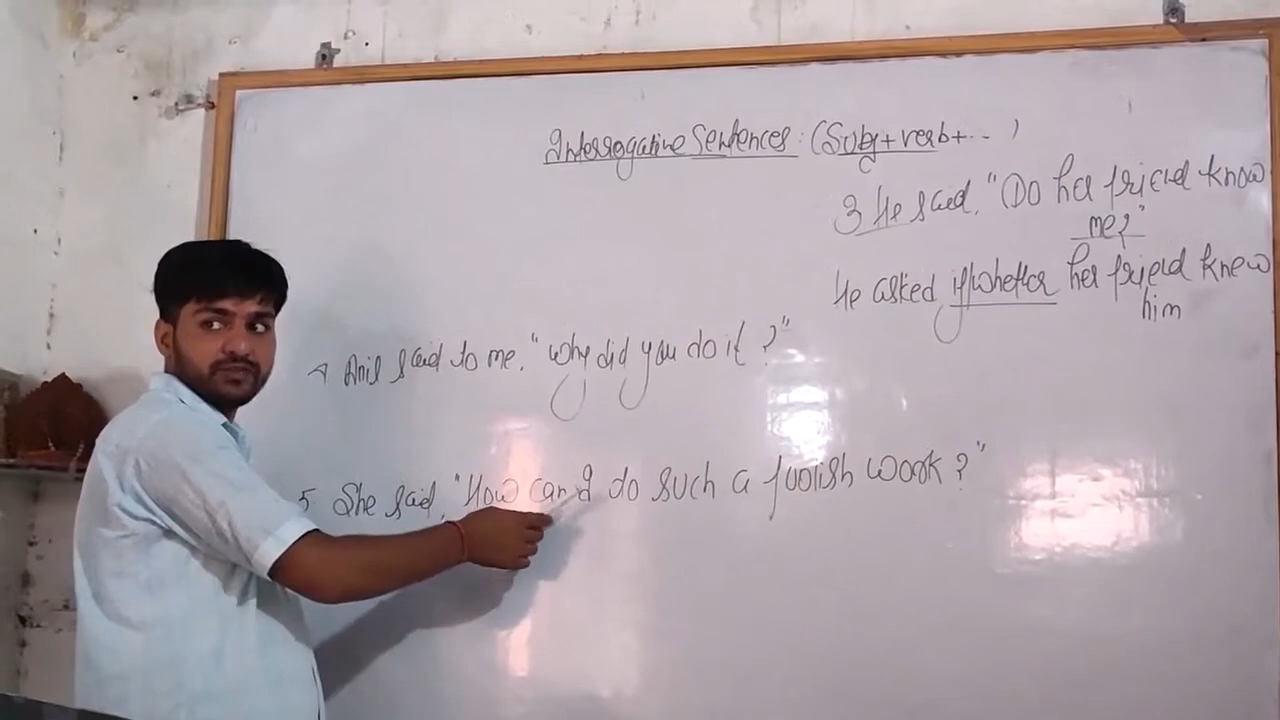 Interrogative Sentences: (Subj+verb+... )
3 He said, "Do her friend know
me?"
He asked if/whether her friend knew
him
4 Anil said to me, "Why did you do it ?"
5 She said, "How can I do such a foolish work ?"